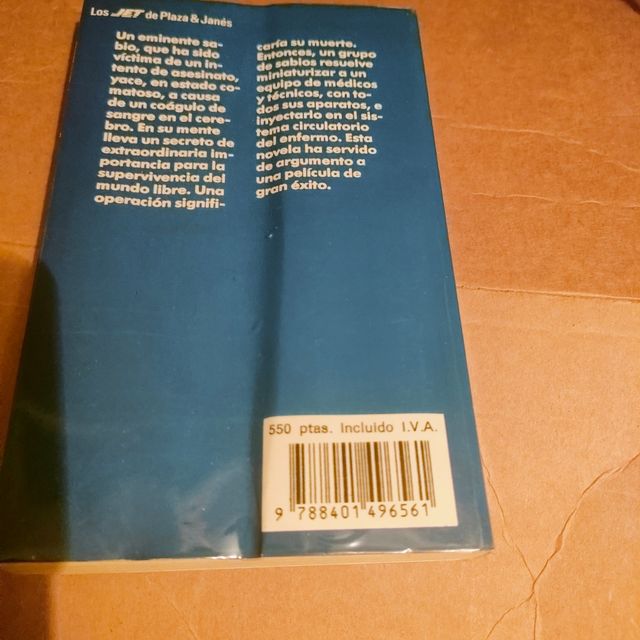 Los JET de Plaza & Janés
Un eminente sa-
bio, que ha sido
víctima de un in-
tento de asesinato,
yace, en estado co-
matoso, a causa
de un coágulo de
sangre en el cere-
bro. En su mente
lleva un secreto de
extraordinaria im-
portancia para la
supervivencia del
mundo libre. Una
operación signifi-
caría su muerte.
Entonces, un grupo
de sabios resuelve
miniaturizar a un
equipo de médicos
y técnicos, con to-
dos sus aparatos, e
inyectarlo en el sis-
tema circulatorio
del enfermo. Esta
novela ha servido
de argumento a
una película de
gran éxito.
550 ptas. Incluido I.V.A.
9 788401 496561